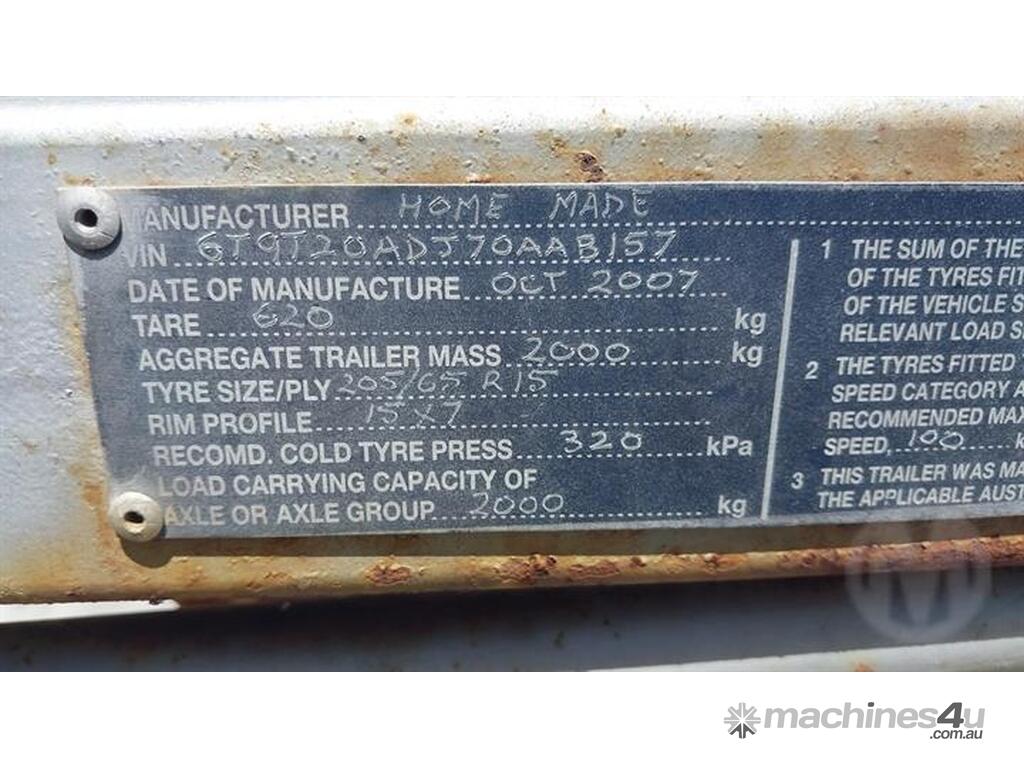 MANUFACTURER HOME MADE
VIN 6T9T20ADJ70AAB157
DATE OF MANUFACTURE OCT 2007
TARE 620 kg
AGGREGATE TRAILER MASS 2000 kg
TYRE SIZE/PLY 205/65 R15
RIM PROFILE 15X7
RECOMD. COLD TYRE PRESS 320 kPa
LOAD CARRYING CAPACITY OF
AXLE OR AXLE GROUP 2000 kg
1 THE SUM OF THE
OF THE TYRES FIT
OF THE VEHICLE S
RELEVANT LOAD S
2 THE TYRES FITTED
SPEED CATEGORY A
RECOMMENDED MAX
SPEED, 100 k
3 THIS TRAILER WAS MA
THE APPLICABLE AUST
machines4u
.com.au